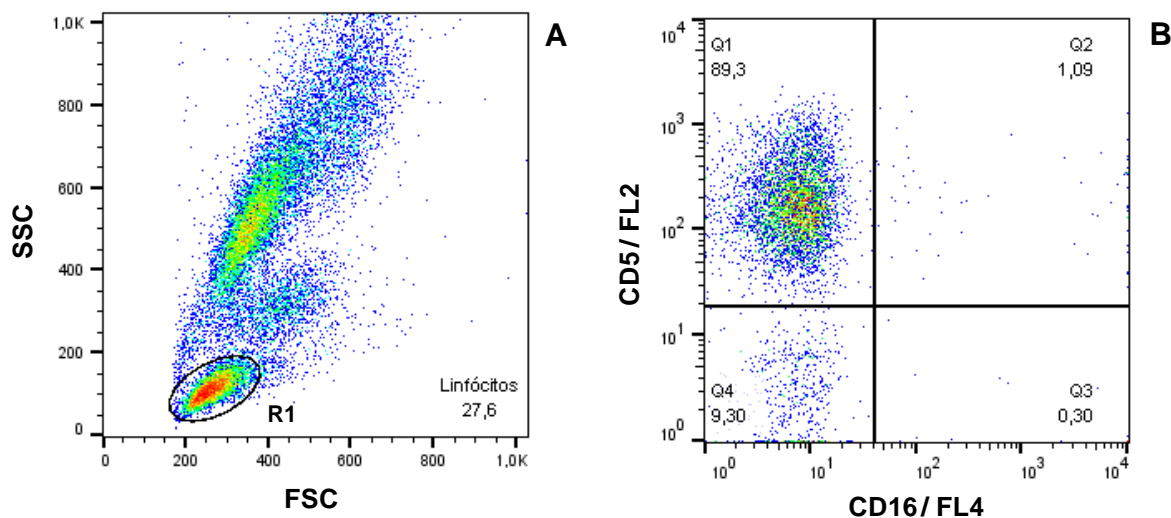 A
1,0K
800
600
400
200
0
SSC
Linfócitos
27,6
R1
0
200
400
600
800
1,0K
FSC
B
10^4
10^3
10^2
10^1
10^0
CD5 / FL2
Q1
89,3
Q2
1,09
Q4
9,30
Q3
0,30
10^0
10^1
10^2
10^3
10^4
CD16 / FL4